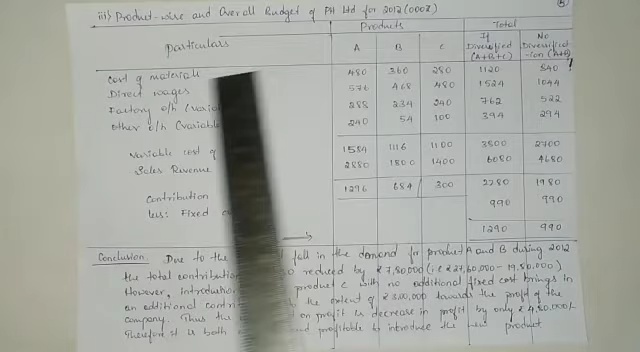 iii) Product-wise and Overall Budget of PH Ltd for 2012 (000₹)
5
Products Total
Particulars A B C If Diversified (A+B+C) No Diversificat-ion (A+B)
Cost of materials 480 360 280 1120 840
Direct wages 576 468 480 1524 1044
Factory o/h (variab 288 234 240 762 522
Other o/h (variable 240 54 100 394 294
Variable cost of 1584 1116 1100 3800 2700
Sales Revenue 2880 1800 1400 6080 4680
Contribution 1296 684 300 2280 1980
Less: Fixed 990 990
1290 990
Conclusion. Due to the fall in the demand for product A and B during 2012
the total contribution reduced by ₹ 7,80,000 (i.e ₹ 27,60,000 - 19,80,000)
However, introduction product C with no additional fixed cost brings in
an additional contri the extent of ₹ 3,00,000 towards the profit of the
company. Thus the on profit is decrease in profit by only ₹ 4,80,000/-
Therefore it is both and profitable to introduce the new product